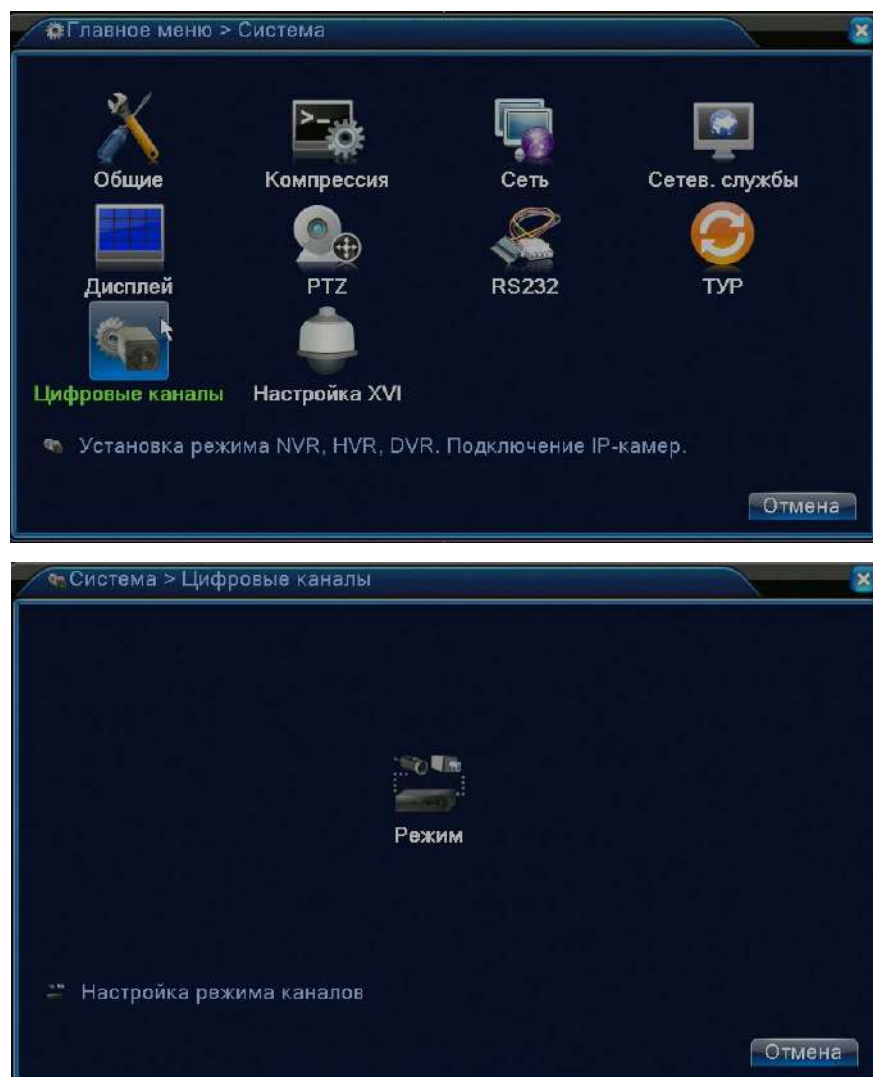 Главное меню > Система
Общие Компрессия Сеть Сетев. службы
Дисплей PTZ RS232 ТУР
Цифровые каналы Настройка XVI
Установка режима NVR, HVR, DVR. Подключение IP-камер.
Отмена
Система > Цифровые каналы
Режим
Настройка режима каналов
Отмена